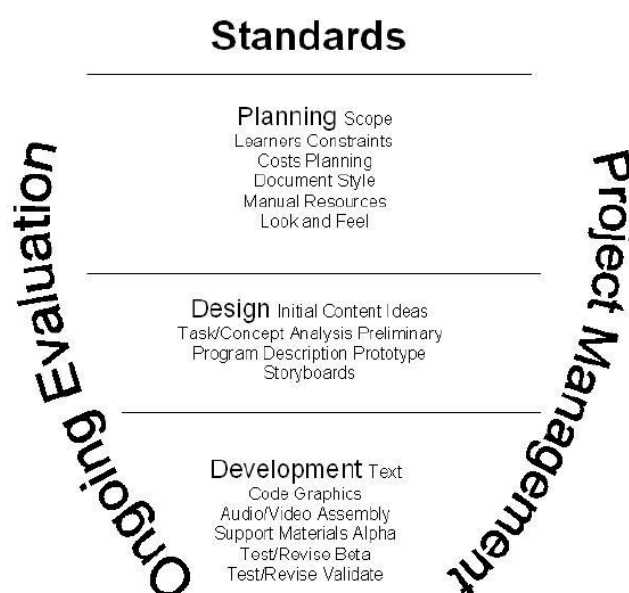 Standards
Planning Scope
Learners Constraints
Costs Planning
Document Style
Manual Resources
Look and Feel
Design Initial Content Ideas
Task/Concept Analysis Preliminary
Program Description Prototype
Storyboards
Development Text
Code Graphics
Audio/Video Assembly
Support Materials Alpha
Test/Revise Beta
Test/Revise Validate
Ongoing Evaluation
Project Management